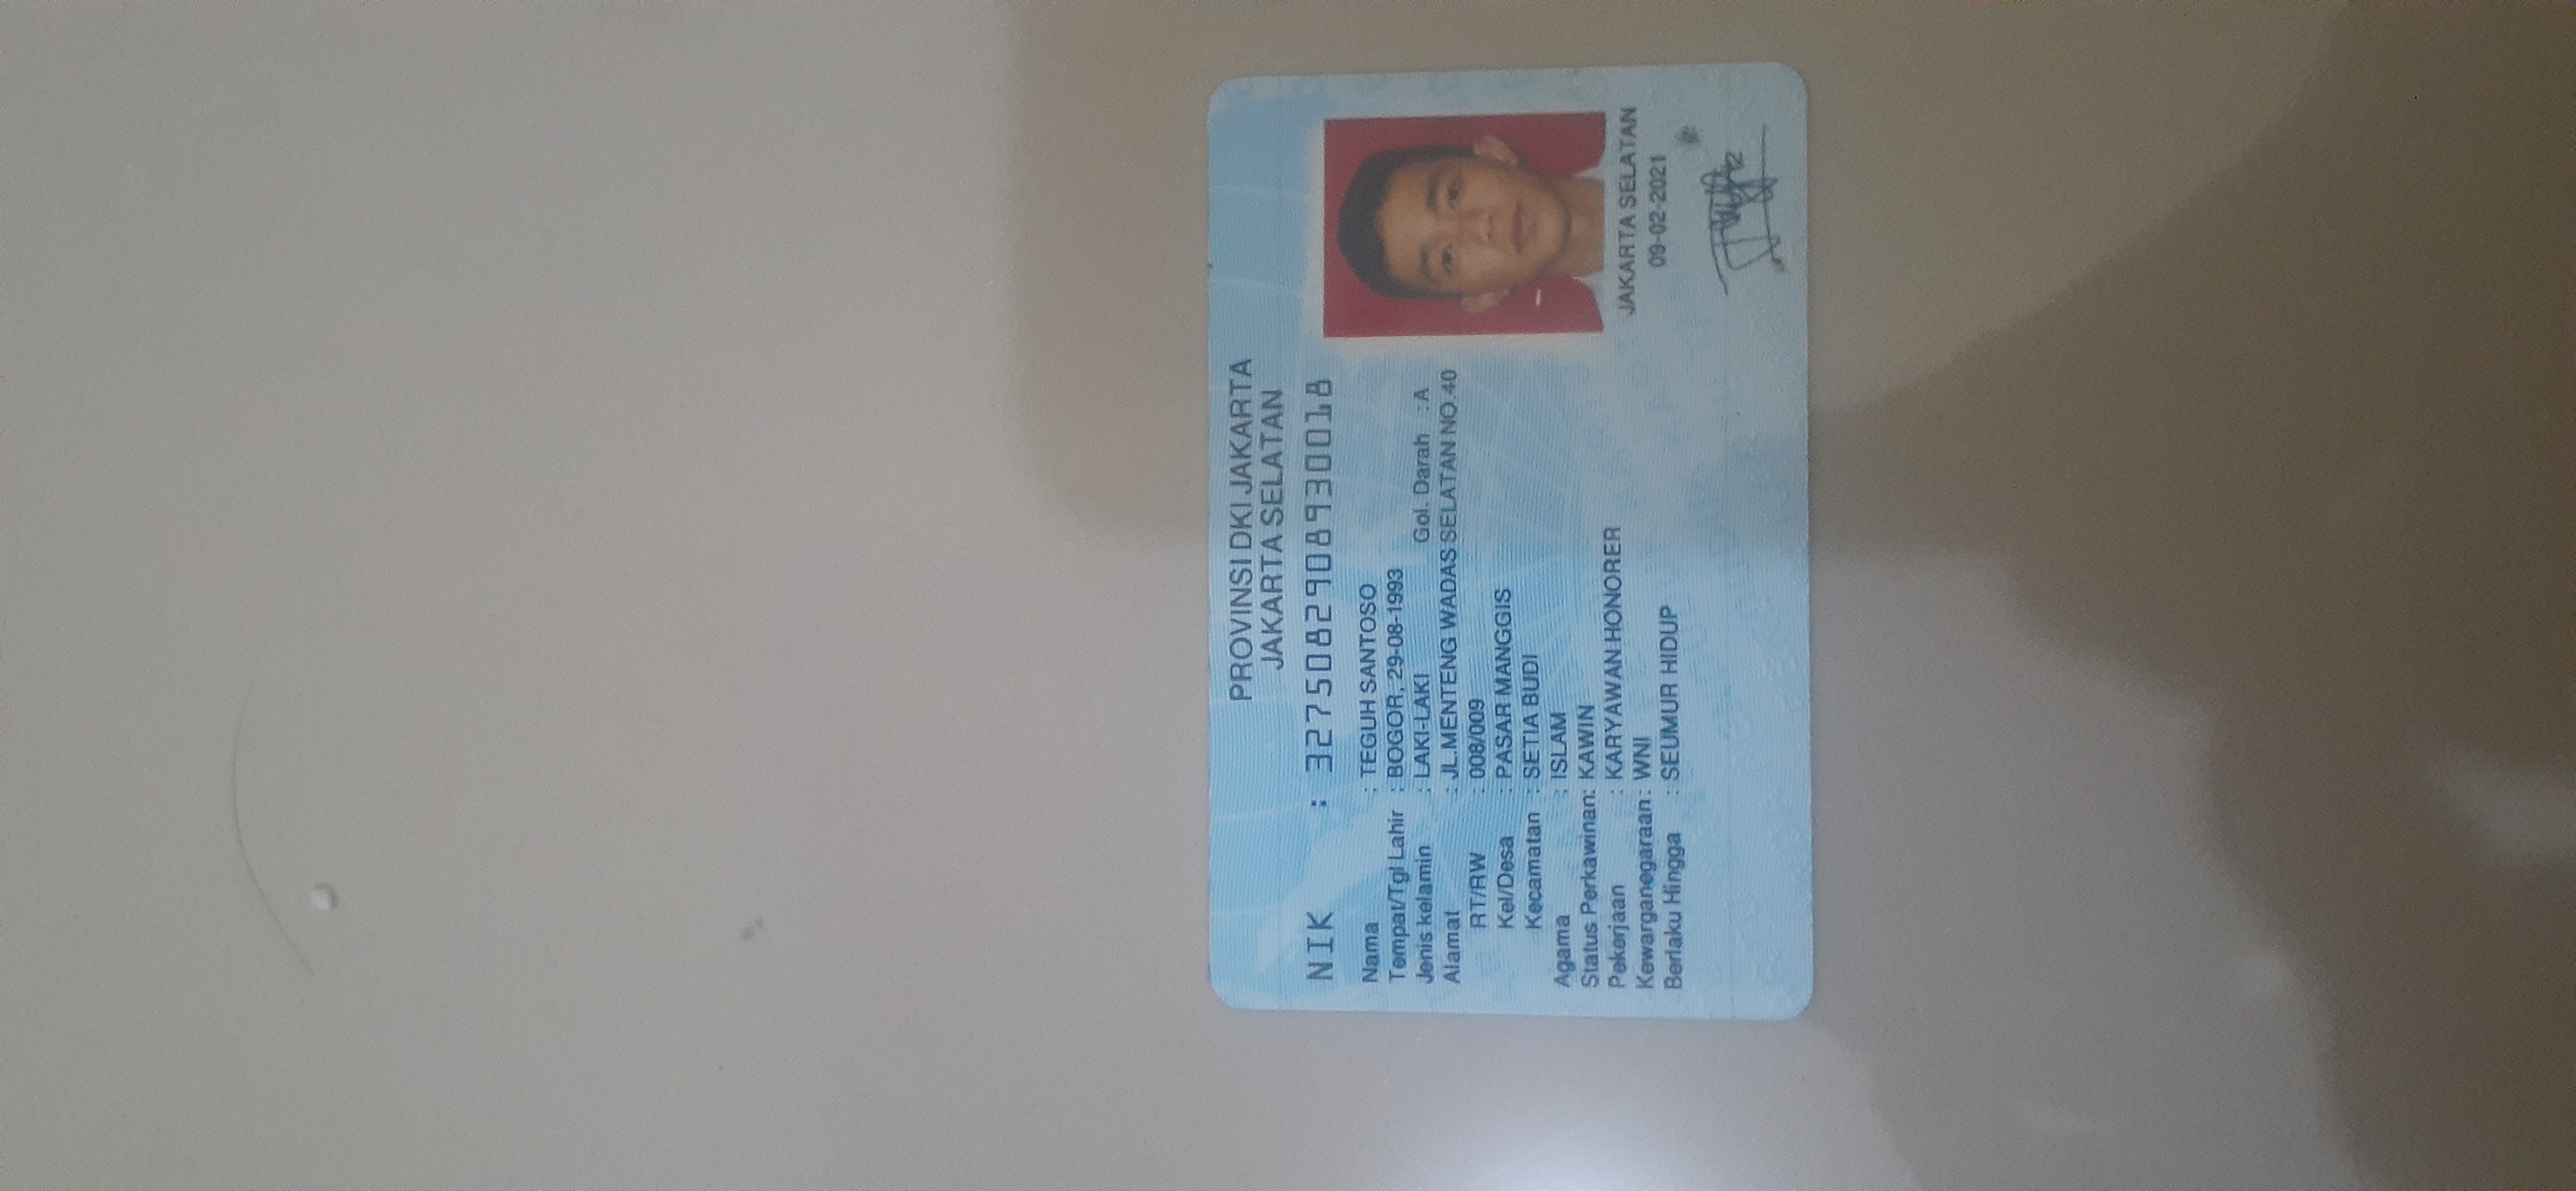 PROVINSI DKI JAKARTA
JAKARTA SELATAN
NIK : 3275082908930018
Nama : TEGUH SANTOSO
Tempat/Tgl Lahir : BOGOR, 29-08-1993
Jenis kelamin : LAKI-LAKI Gol. Darah : A
Alamat : JL.MENTENG WADAS SELATAN NO.40
RT/RW : 008/009
Kel/Desa : PASAR MANGGIS
Kecamatan : SETIA BUDI
Agama : ISLAM
Status Perkawinan: KAWIN
Pekerjaan : KARYAWAN HONORER
Kewarganegaraan: WNI
Berlaku Hingga : SEUMUR HIDUP
JAKARTA SELATAN
09-02-2021